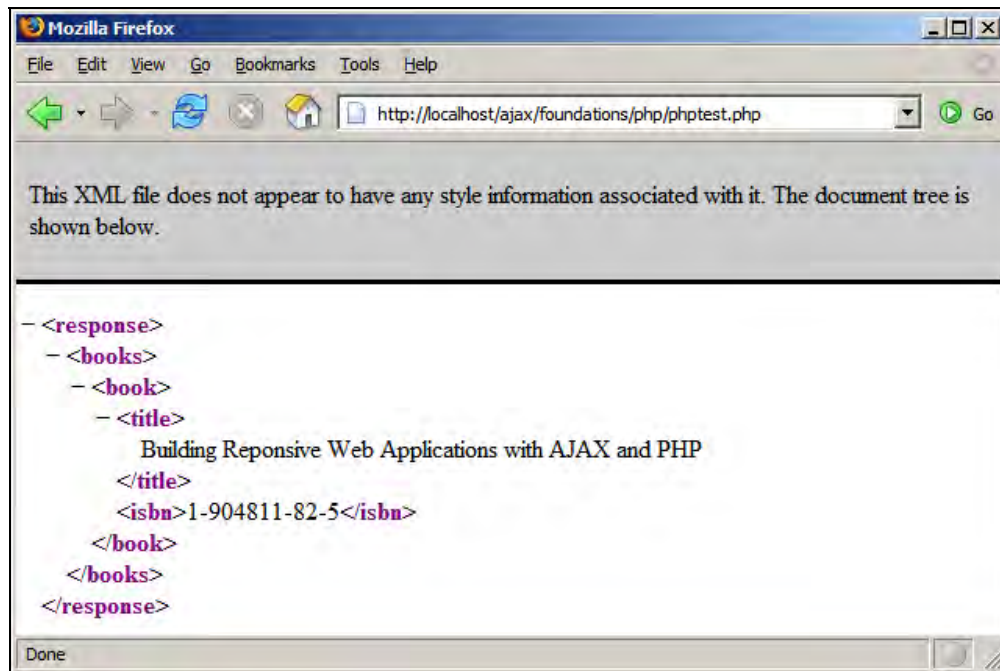 Mozilla Firefox
File Edit View Go Bookmarks Tools Help
http://localhost/ajax/foundations/php/phptest.php Go
This XML file does not appear to have any style information associated with it. The document tree is
shown below.
− <response>
− <books>
− <book>
− <title>
Building Reponsive Web Applications with AJAX and PHP
</title>
<isbn>1-904811-82-5</isbn>
</book>
</books>
</response>
Done